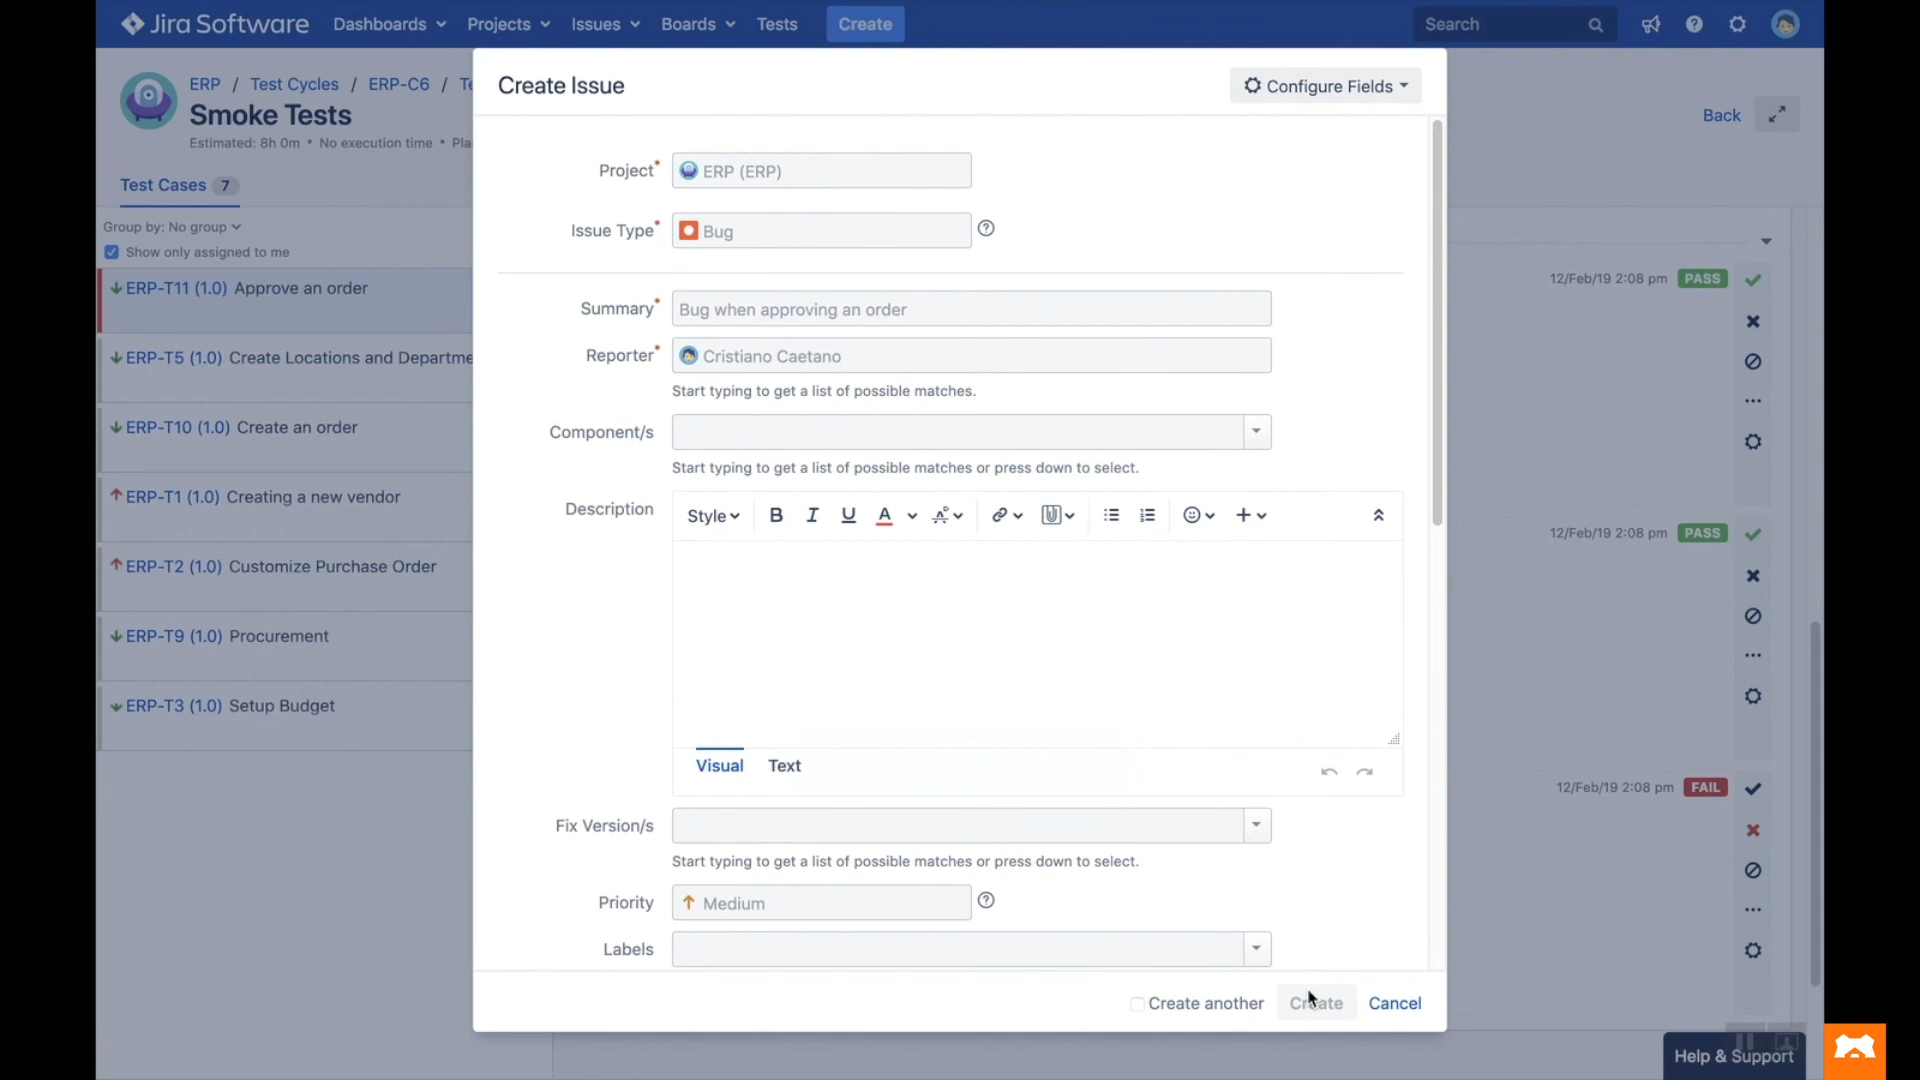 Jira Software Dashboards Projects Issues Boards Tests Create Search
ERP / Test Cycles / ERP-C6 / Te
Smoke Tests
Estimated: 8h 0m • No execution time • Pla
Back
Test Cases 7
Group by: No group
Show only assigned to me
ERP-T11 (1.0) Approve an order
ERP-T5 (1.0) Create Locations and Departme
ERP-T10 (1.0) Create an order
ERP-T1 (1.0) Creating a new vendor
ERP-T2 (1.0) Customize Purchase Order
ERP-T9 (1.0) Procurement
ERP-T3 (1.0) Setup Budget
Create Issue
Configure Fields
Project* ERP (ERP)
Issue Type* Bug
Summary* Bug when approving an order
Reporter* Cristiano Caetano
Start typing to get a list of possible matches.
Component/s
Start typing to get a list of possible matches or press down to select.
Description
Style B I U A
Visual Text
Fix Version/s
Start typing to get a list of possible matches or press down to select.
Priority Medium
Labels
Create another Create Cancel
12/Feb/19 2:08 pm PASS
12/Feb/19 2:08 pm PASS
12/Feb/19 2:08 pm FAIL
Help & Support